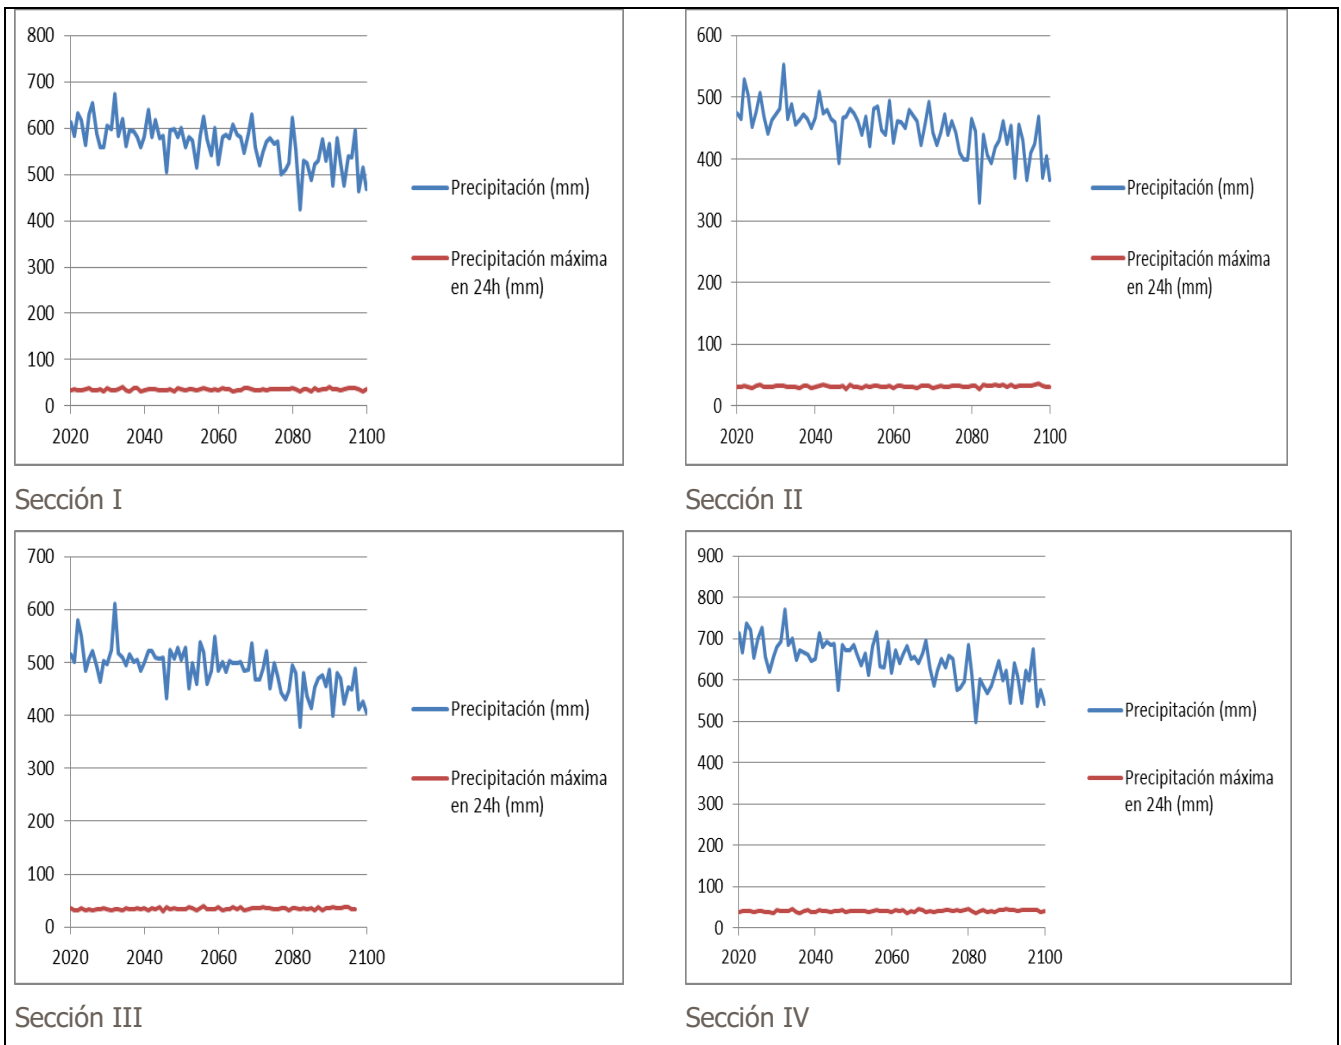 800
700
600
500
400
300
200
100
0
2020 2040 2060 2080 2100
Precipitación (mm)
Precipitación máxima
en 24h (mm)
Sección I
600
500
400
300
200
100
0
2020 2040 2060 2080 2100
Precipitación (mm)
Precipitación máxima
en 24h (mm)
Sección II
700
600
500
400
300
200
100
0
2020 2040 2060 2080 2100
Precipitación (mm)
Precipitación máxima
en 24h (mm)
Sección III
900
800
700
600
500
400
300
200
100
0
2020 2040 2060 2080 2100
Precipitación (mm)
Precipitación máxima
en 24h (mm)
Sección IV